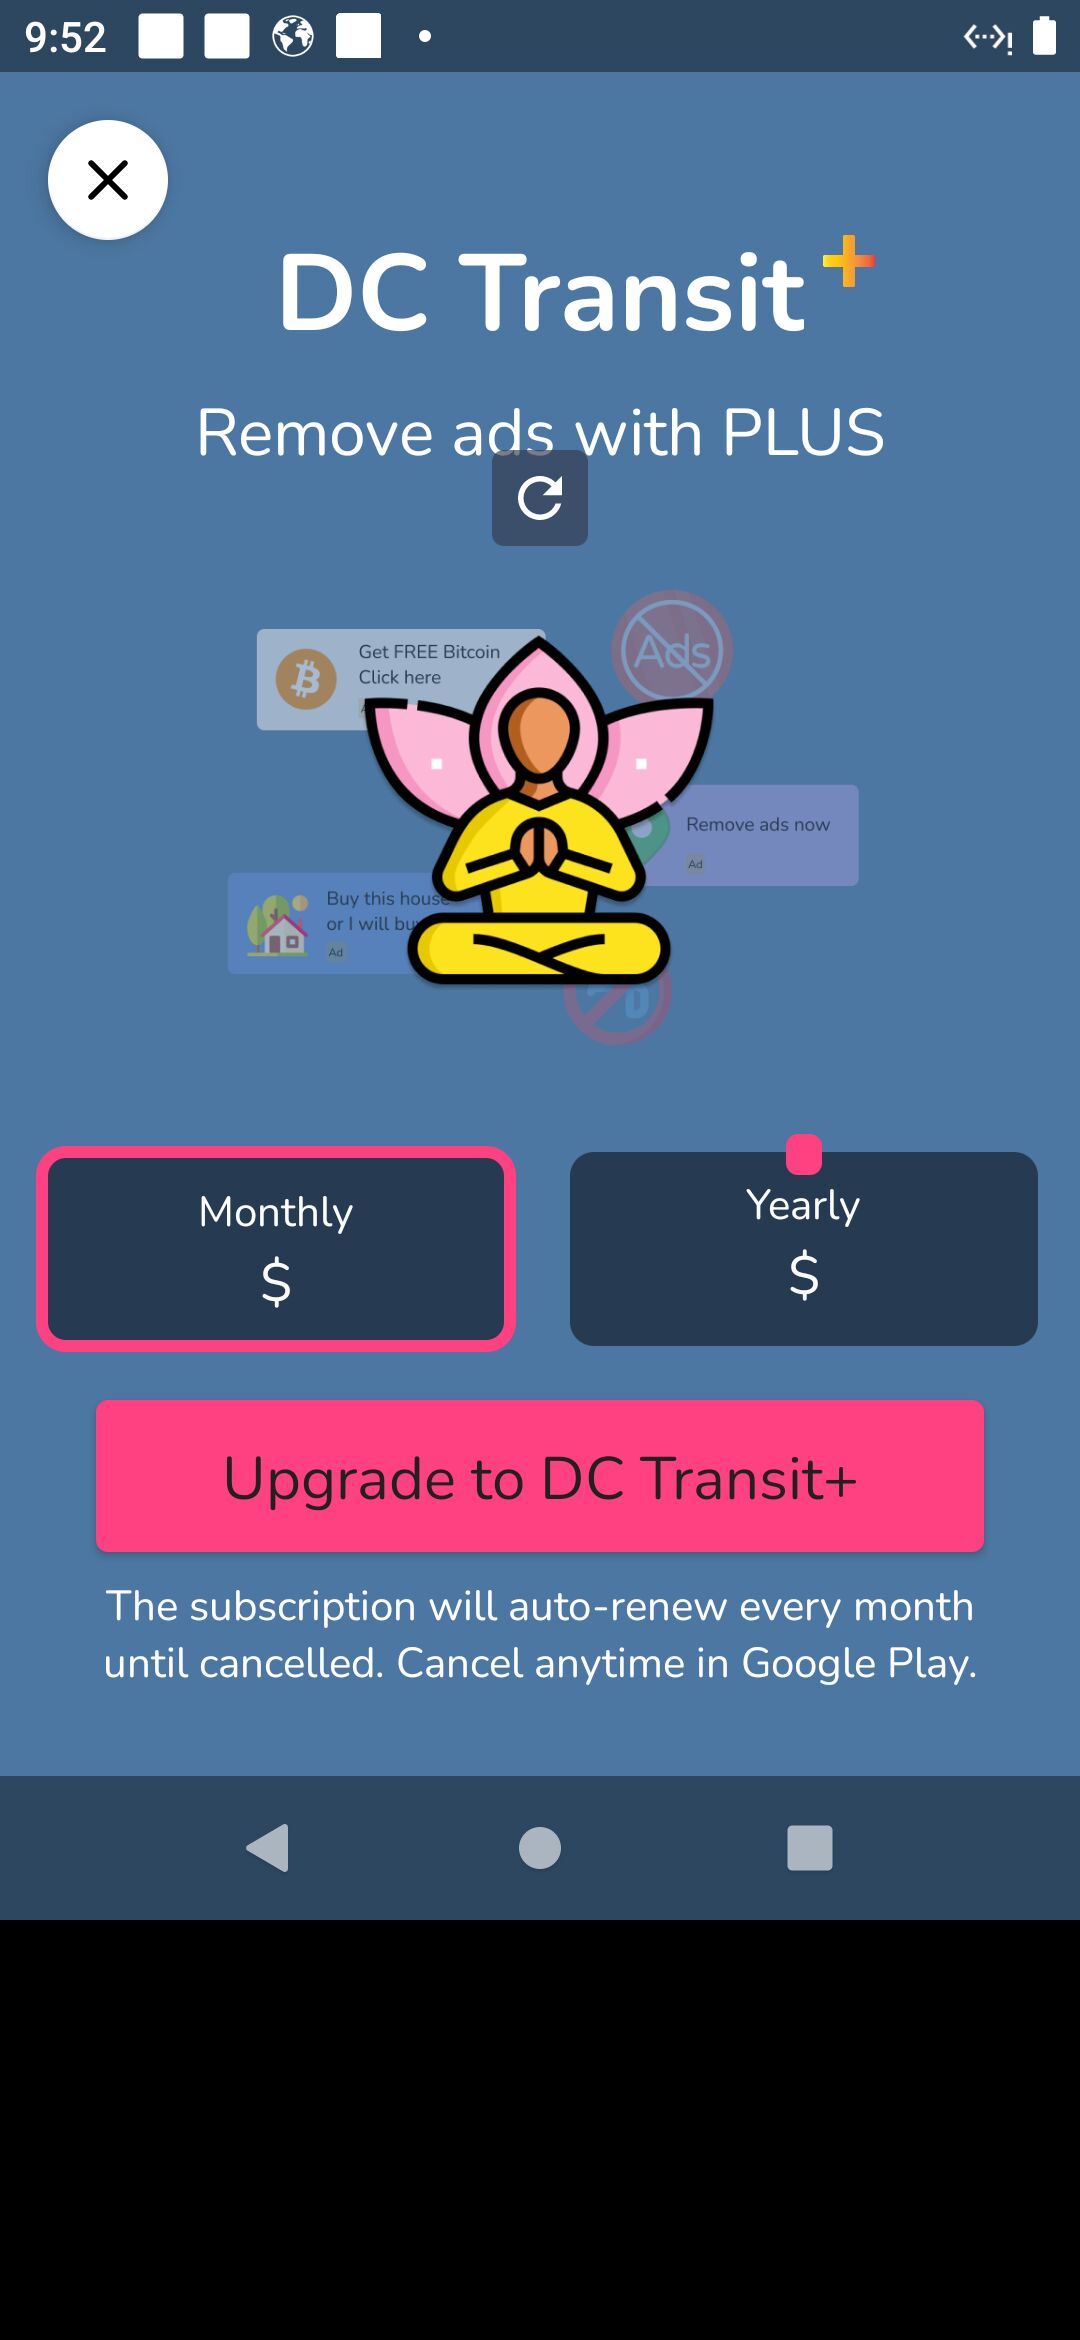 9:52
DC Transit+
Remove ads with PLUS
Get FREE Bitcoin
Click here
Ads
Remove ads now
Ad
Buy this house
or I will
Ad
Monthly
$
Yearly
$
Upgrade to DC Transit+
The subscription will auto-renew every month
until cancelled. Cancel anytime in Google Play.